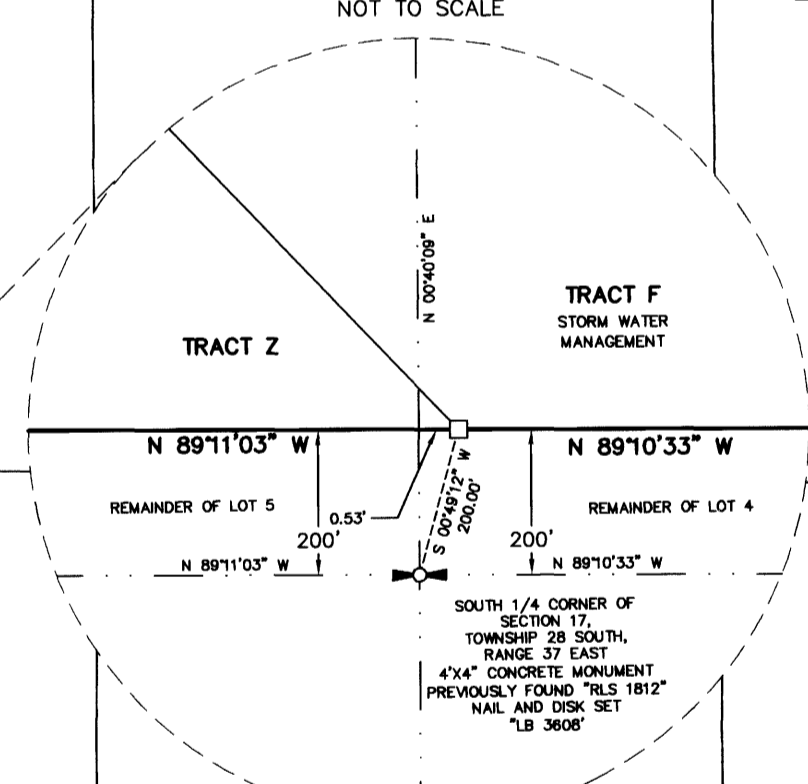 NOT TO SCALE
N 00°40'09" E
TRACT F
STORM WATER
MANAGEMENT
TRACT Z
N 89°11'03" W
N 89°10'33" W
REMAINDER OF LOT 5
0.53'
200'
S 00°49'12" W
200.00'
200'
REMAINDER OF LOT 4
N 89°11'03" W
N 89°10'33" W
SOUTH 1/4 CORNER OF
SECTION 17,
TOWNSHIP 28 SOUTH,
RANGE 37 EAST
4"X4" CONCRETE MONUMENT
PREVIOUSLY FOUND "RLS 1812"
NAIL AND DISK SET
"LB 3608'